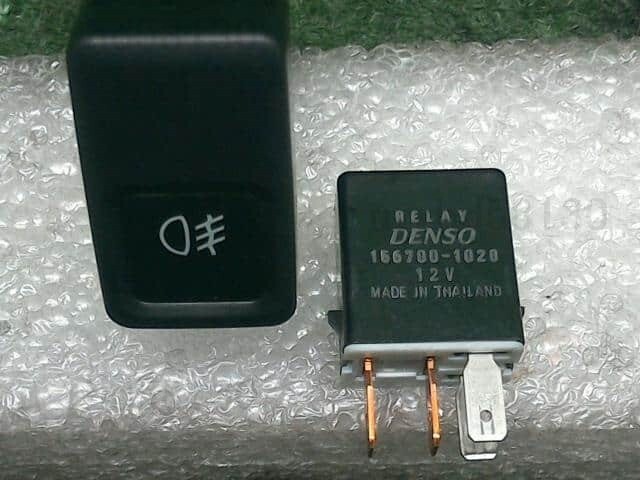 RELAY
DENSO
156700-1020
12V
MADE IN THAILAND